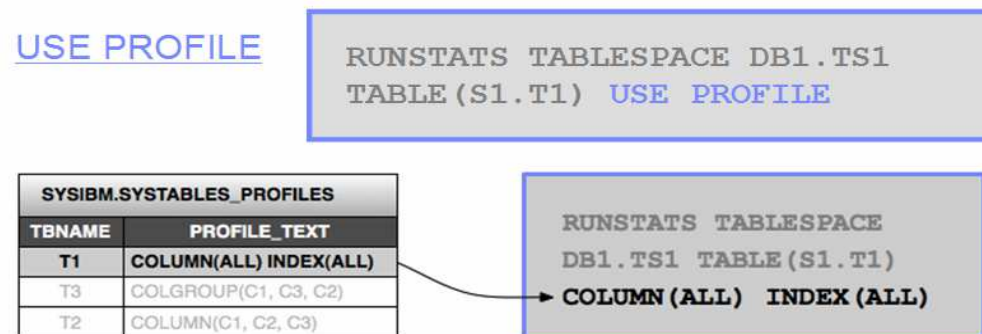 USE PROFILE
RUNSTATS TABLESPACE DB1.TS1
TABLE(S1.T1) USE PROFILE
SYSIBM.SYSTABLES_PROFILES
TBNAME PROFILE_TEXT
T1 COLUMN(ALL) INDEX(ALL)
T3 COLGROUP(C1, C3, C2)
T2 COLUMN(C1, C2, C3)
RUNSTATS TABLESPACE
DB1.TS1 TABLE(S1.T1)
COLUMN(ALL) INDEX(ALL)